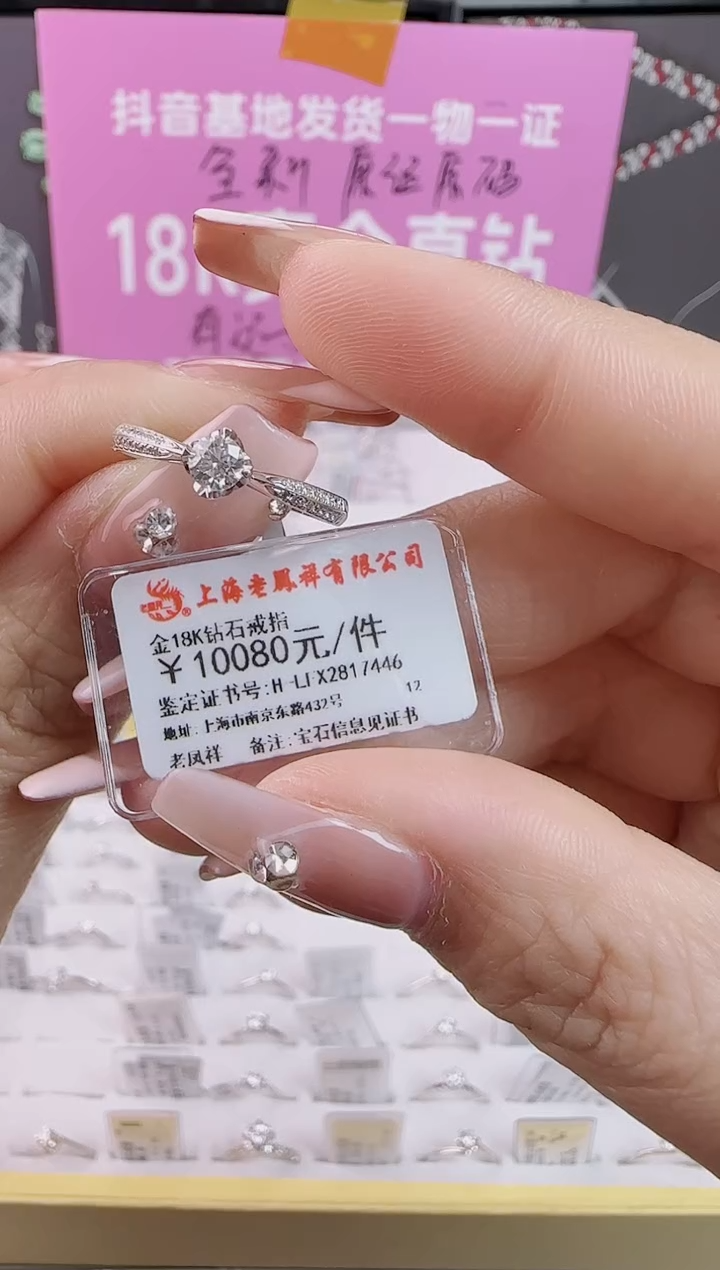 抖音基地发货一物一证
全新 原证原码
18K
上海老鳳祥有限公司
金18K钻石戒指
￥10080元/件
鉴定证书号:H-LFX2817446
12
地址:上海市南京东路432号
老凤祥 备注:宝石信息见证书